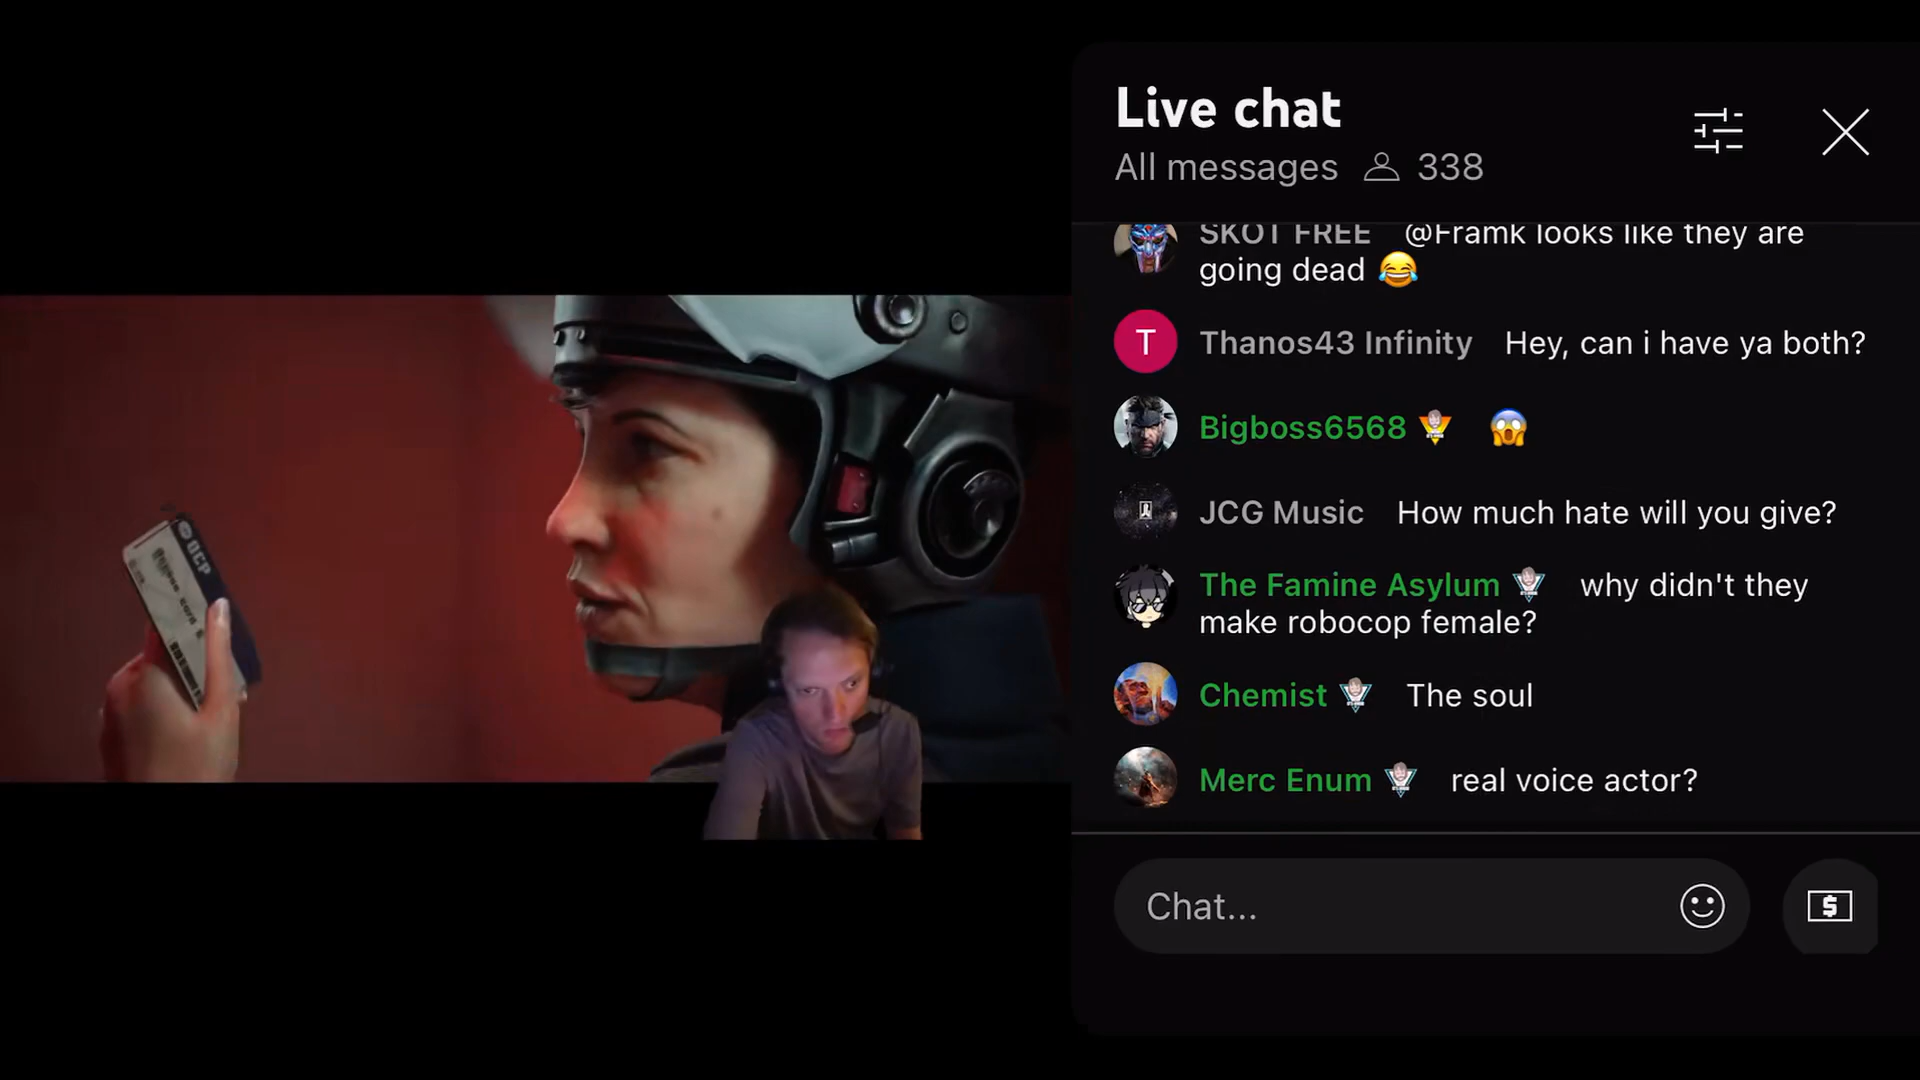 Live chat
All messages 338
SKOT FREE @Framk looks like they are
going dead 😂
T Thanos43 Infinity Hey, can i have ya both?
Bigboss6568 😱
JCG Music How much hate will you give?
The Famine Asylum why didn't they
make robocop female?
Chemist The soul
Merc Enum real voice actor?
Chat...
$
OCP